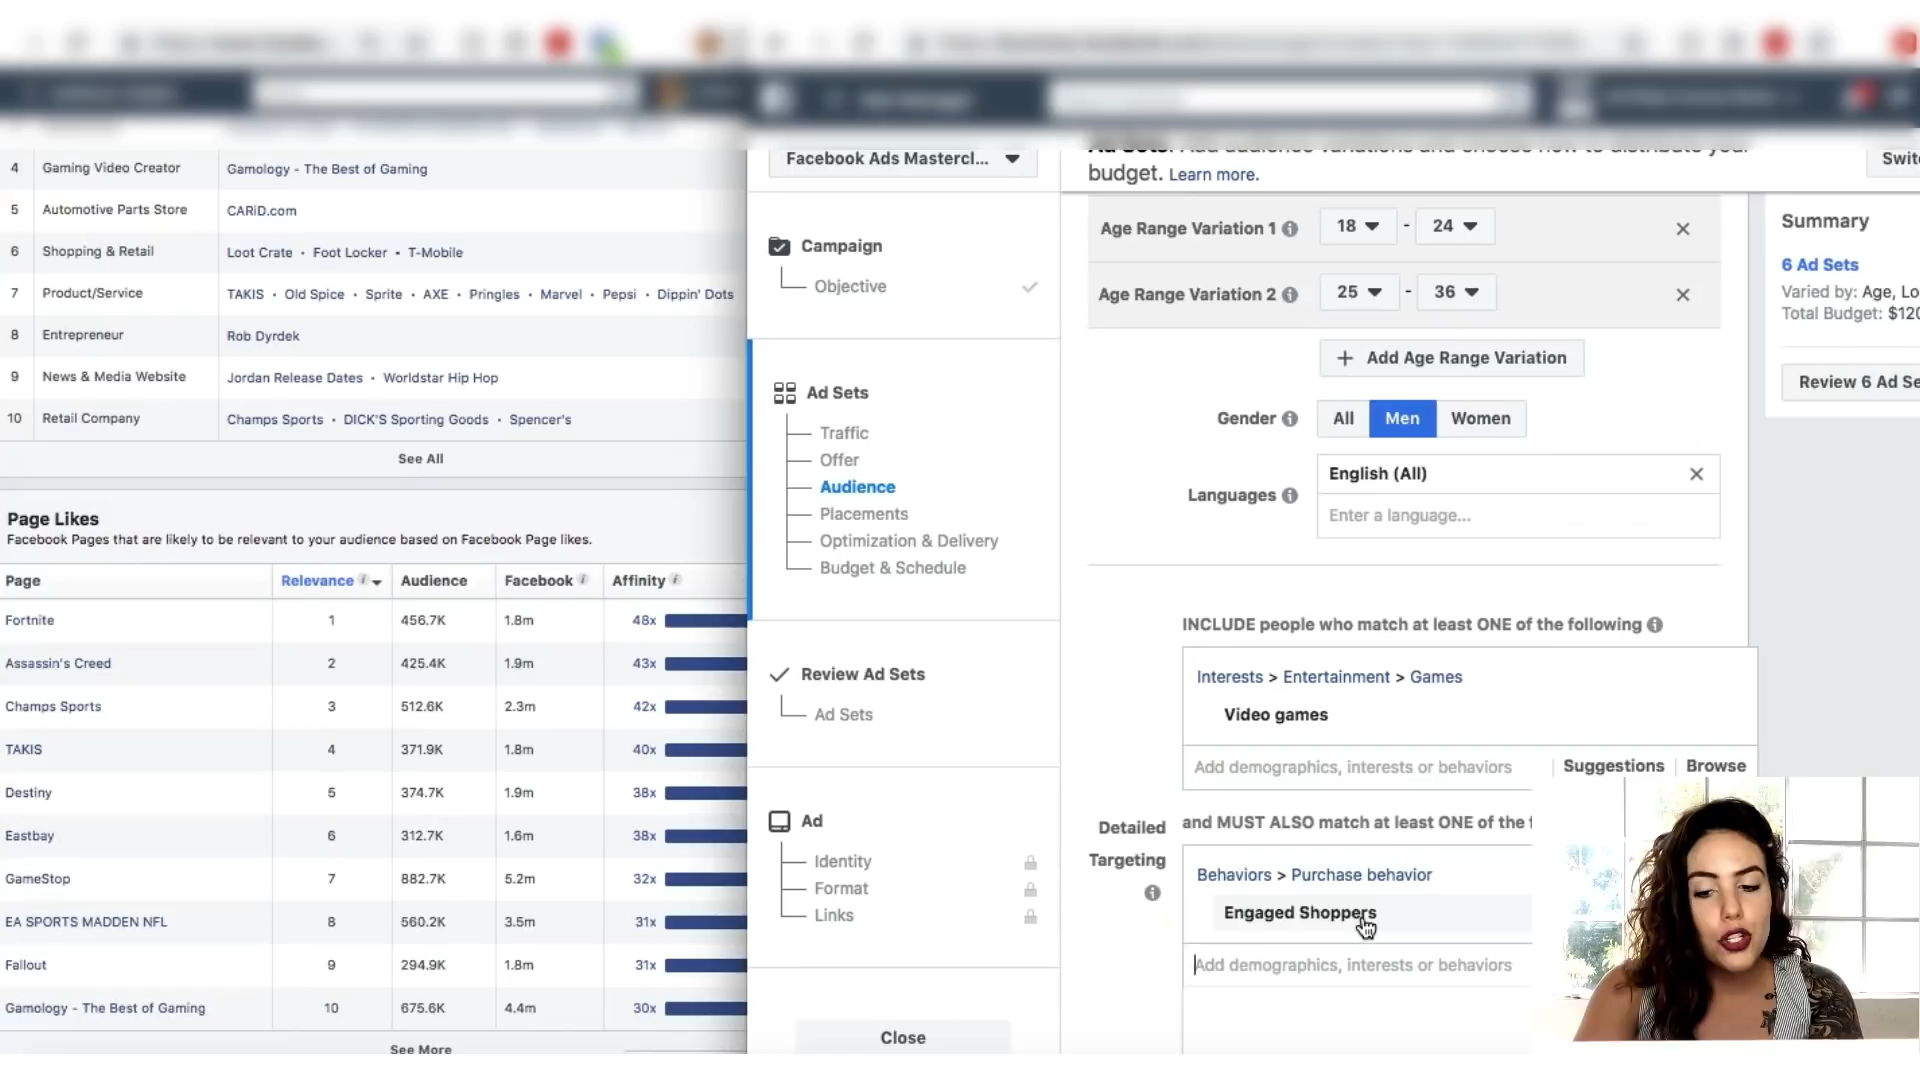 4 Gaming Video Creator Gamology - The Best of Gaming
5 Automotive Parts Store CARiD.com
6 Shopping & Retail Loot Crate • Foot Locker • T-Mobile
7 Product/Service TAKIS • Old Spice • Sprite • AXE • Pringles • Marvel • Pepsi • Dippin' Dots
8 Entrepreneur Rob Dyrdek
9 News & Media Website Jordan Release Dates • Worldstar Hip Hop
10 Retail Company Champs Sports • DICK'S Sporting Goods • Spencer's
See All
Page Likes
Facebook Pages that are likely to be relevant to your audience based on Facebook Page likes.
Page Relevance Audience Facebook Affinity
Fortnite 1 456.7K 1.8m 48x
Assassin's Creed 2 425.4K 1.9m 43x
Champs Sports 3 512.6K 2.3m 42x
TAKIS 4 371.9K 1.8m 40x
Destiny 5 374.7K 1.9m 38x
Eastbay 6 312.7K 1.6m 38x
GameStop 7 882.7K 5.2m 32x
EA SPORTS MADDEN NFL 8 560.2K 3.5m 31x
Fallout 9 294.9K 1.8m 31x
Gamology - The Best of Gaming 10 675.6K 4.4m 30x
See More
Facebook Ads Mastercl...
Campaign
Objective
Ad Sets
Traffic
Offer
Audience
Placements
Optimization & Delivery
Budget & Schedule
Review Ad Sets
Ad Sets
Ad
Identity
Format
Links
Close
Ad Sets: Add audience variations and choose how to distribute your
budget. Learn more.
Age Range Variation 1 18 - 24
Age Range Variation 2 25 - 36
+ Add Age Range Variation
Gender All Men Women
English (All)
Languages
Enter a language...
INCLUDE people who match at least ONE of the following
Interests > Entertainment > Games
Video games
Add demographics, interests or behaviors Suggestions Browse
Detailed
Targeting
and MUST ALSO match at least ONE of the f
Behaviors > Purchase behavior
Engaged Shoppers
Add demographics, interests or behaviors
Swit
Summary
6 Ad Sets
Varied by: Age, Lo
Total Budget: $120
Review 6 Ad Se